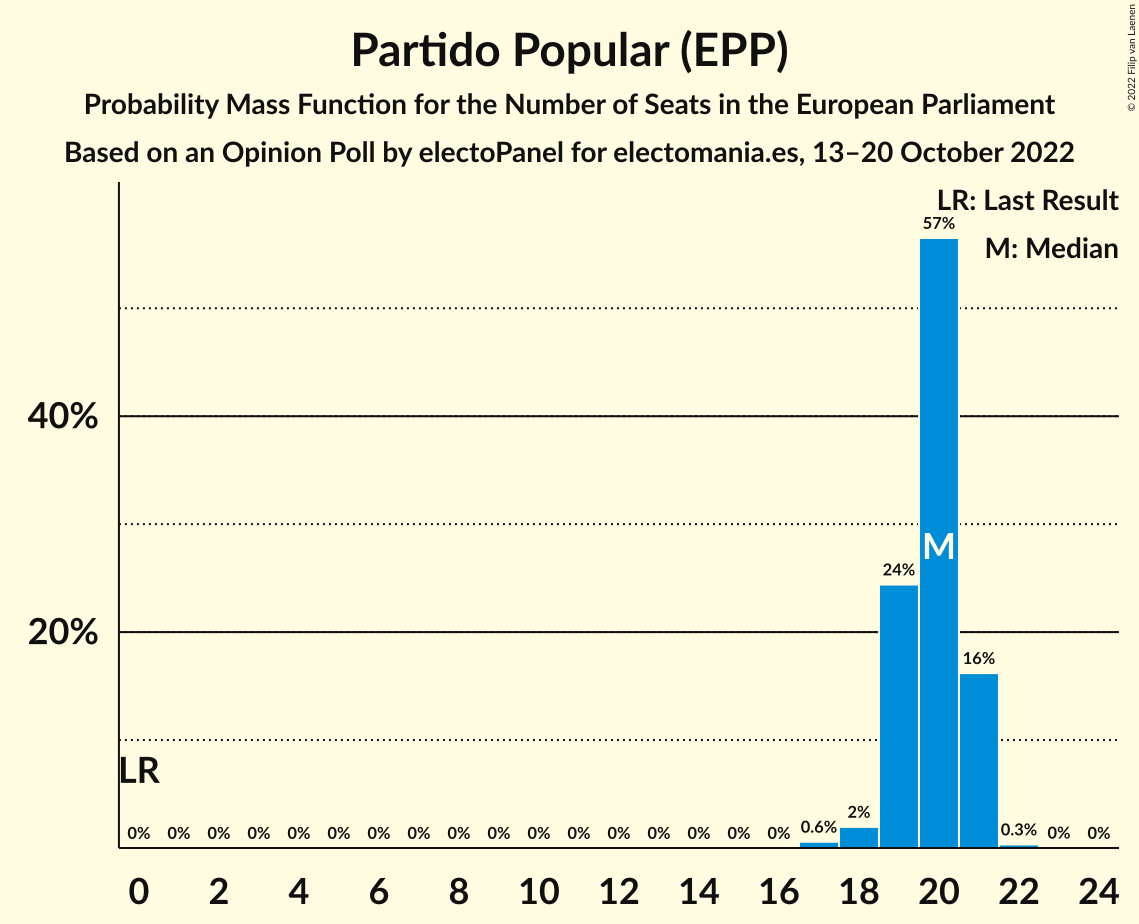 Partido Popular (EPP)
Probability Mass Function for the Number of Seats in the European Parliament
Based on an Opinion Poll by electoPanel for electomania.es, 13–20 October 2022
© 2022 Filip van Laenen
LR: Last Result
M: Median
57%
40%
M
24%
20%
16%
LR
0% 0% 0% 0% 0% 0% 0% 0% 0% 0% 0% 0% 0% 0% 0% 0% 0% 0.6% 2% 0.3% 0% 0%
0 2 4 6 8 10 12 14 16 18 20 22 24